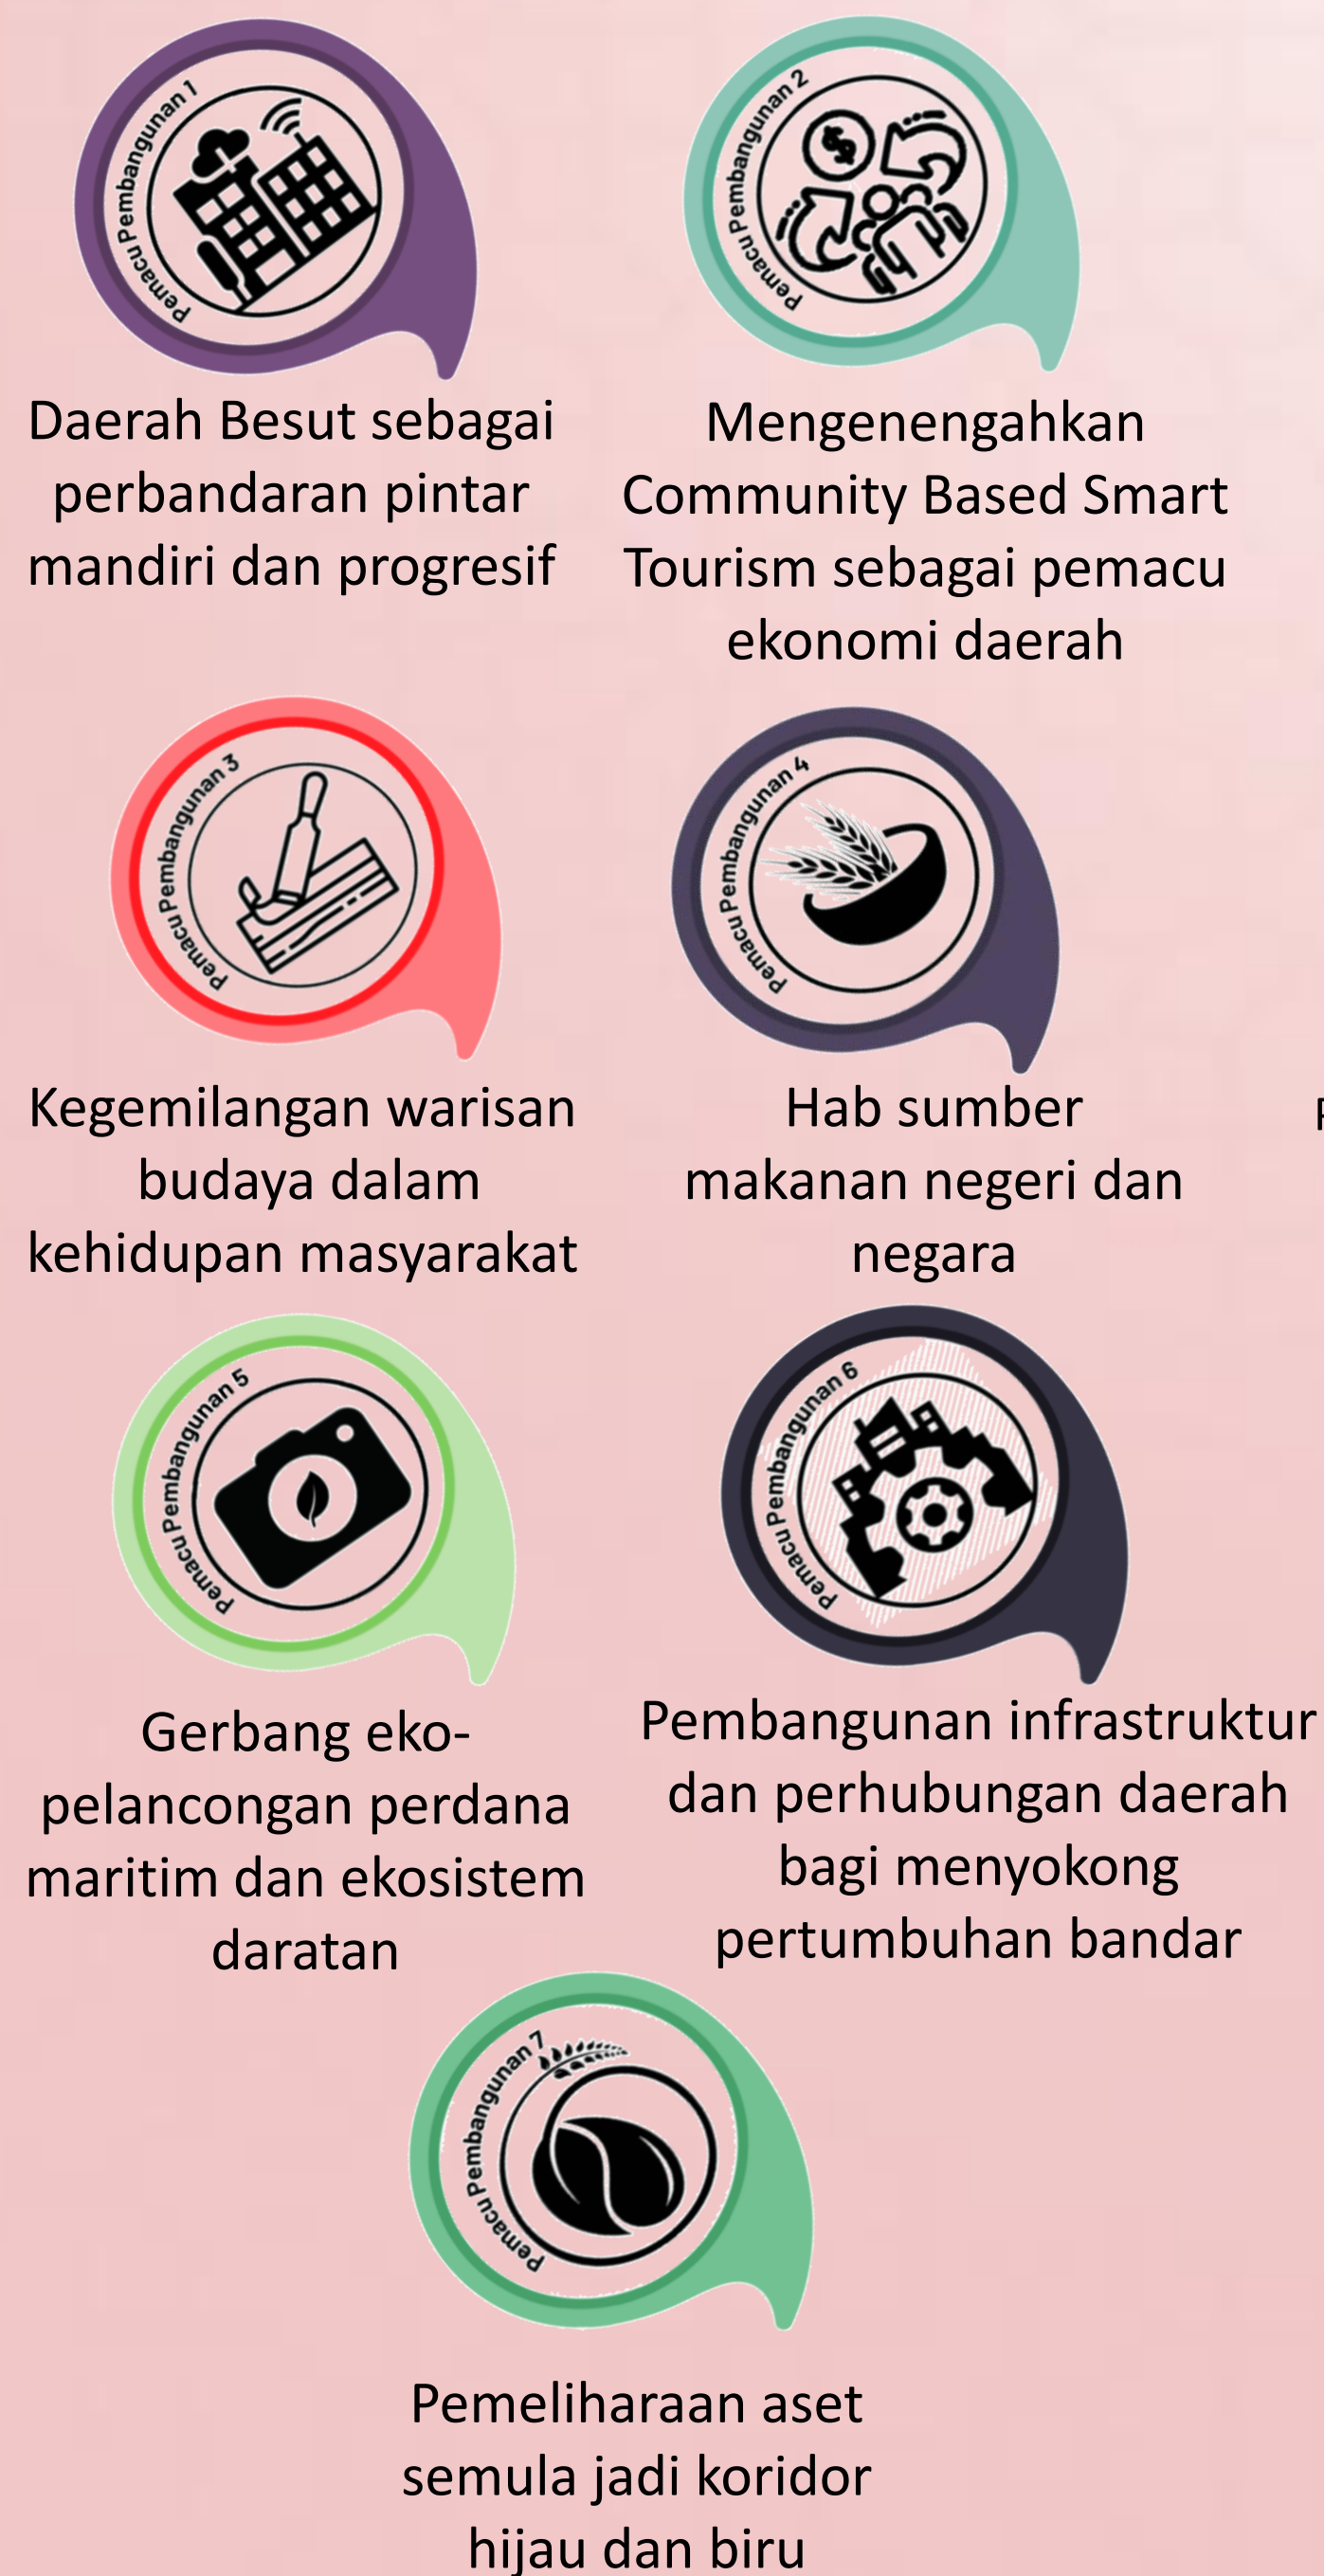 Pemacu Pembangunan 1
Daerah Besut sebagai
perbandaran pintar
mandiri dan progresif
Pemacu Pembangunan 2
Mengenengahkan
Community Based Smart
Tourism sebagai pemacu
ekonomi daerah
Pemacu Pembangunan 3
Kegemilangan warisan
budaya dalam
kehidupan masyarakat
Pemacu Pembangunan 4
Hab sumber
makanan negeri dan
negara
Pemacu Pembangunan 5
Gerbang eko-
pelancongan perdana
maritim dan ekosistem
daratan
Pemacu Pembangunan 6
Pembangunan infrastruktur
dan perhubungan daerah
bagi menyokong
pertumbuhan bandar
Pemacu Pembangunan 7
Pemeliharaan aset
semula jadi koridor
hijau dan biru